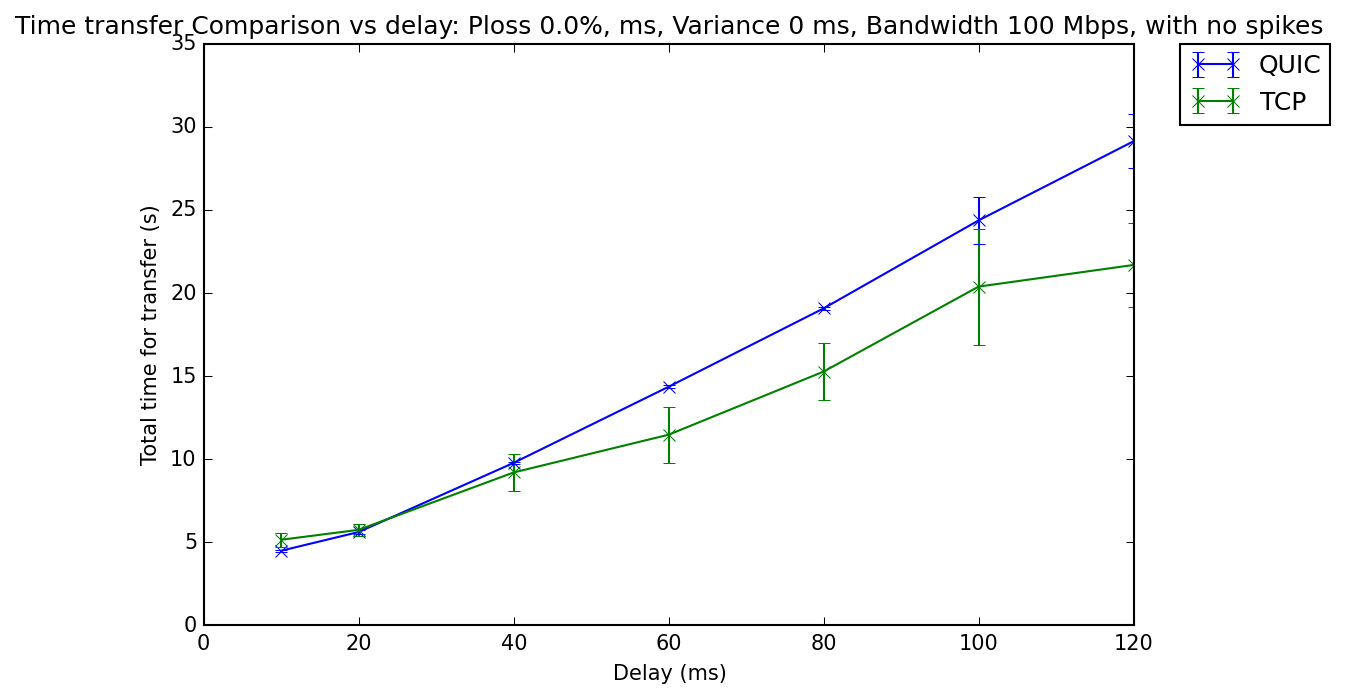 Time transfer Comparison vs delay: Ploss 0.0%, ms, Variance 0 ms, Bandwidth 100 Mbps, with no spikes
QUIC
TCP
Total time for transfer (s)
35
30
25
20
15
10
5
0
0 20 40 60 80 100 120
Delay (ms)